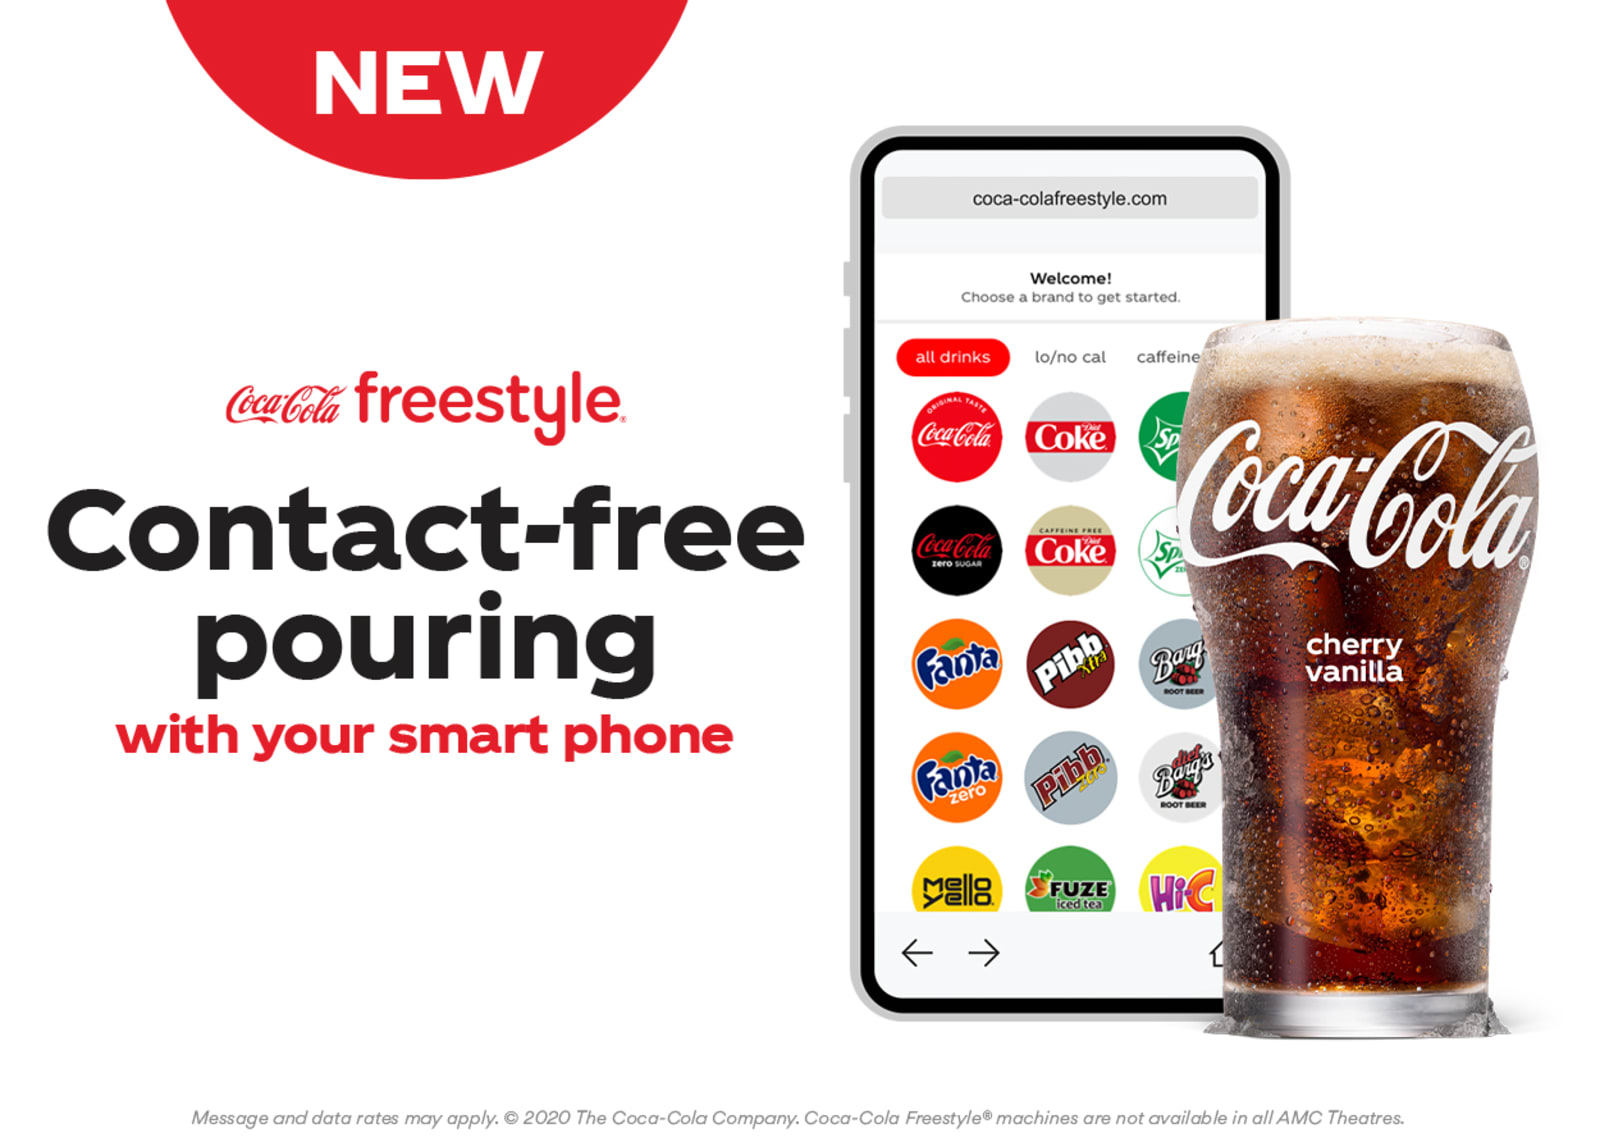 NEW
Coca-Cola freestyle®
Contact-free
pouring
with your smart phone
coca-colafreestyle.com
Welcome!
Choose a brand to get started.
all drinks lo/no cal caffeine
ORIGINAL TASTE
Coca-Cola
Diet
Coke
Coca-Cola
zero SUGAR
CAFFEINE FREE
Diet
Coke
Fanta
Pibb
Xtra
Barq's
ROOT BEER
Fanta
zero
Pibb
zero
diet
Barq's
ROOT BEER
Mello
Yello
FUZE
iced tea
Hi-C
Coca-Cola®
cherry
vanilla
Message and data rates may apply. © 2020 The Coca-Cola Company. Coca-Cola Freestyle® machines are not available in all AMC Theatres.